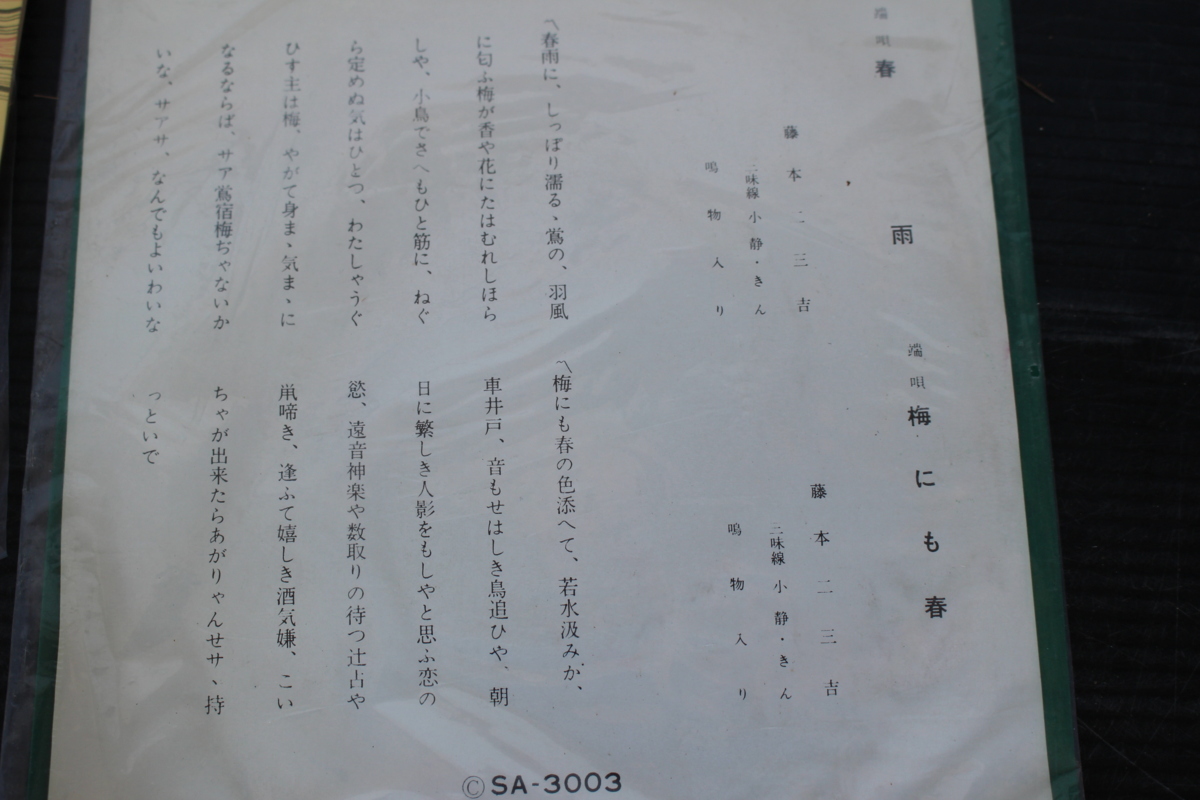 端唄 春雨
藤本二三吉
三味線 小静・きん
鳴物入り
〽春雨に、しっぽり濡るゝ鶯の、羽風
に匂ふ梅が香や花にたはむれしほら
しや、小鳥でさへもひと筋に、ねぐ
ら定めぬ気はひとつ、わたしゃうぐ
ひす主は梅、やがて身まゝ気まゝに
なるならば、サア鶯宿梅ぢゃないか
いな、サアサ、なんでもよいわいな
端唄 梅にも春
藤本二三吉
三味線 小静・きん
鳴物入り
〽梅にも春の色添へて、若水汲みか、
車井戸、音もせはしき鳥追ひや、朝
日に繁しき人影をもしやと思ふ恋の
慾、遠音神楽や数取りの待つ辻占や
鼡啼き、逢ふて嬉しき酒気嫌、こい
ちゃが出来たらあがりゃんせサ、持
っといで
©SA-3003